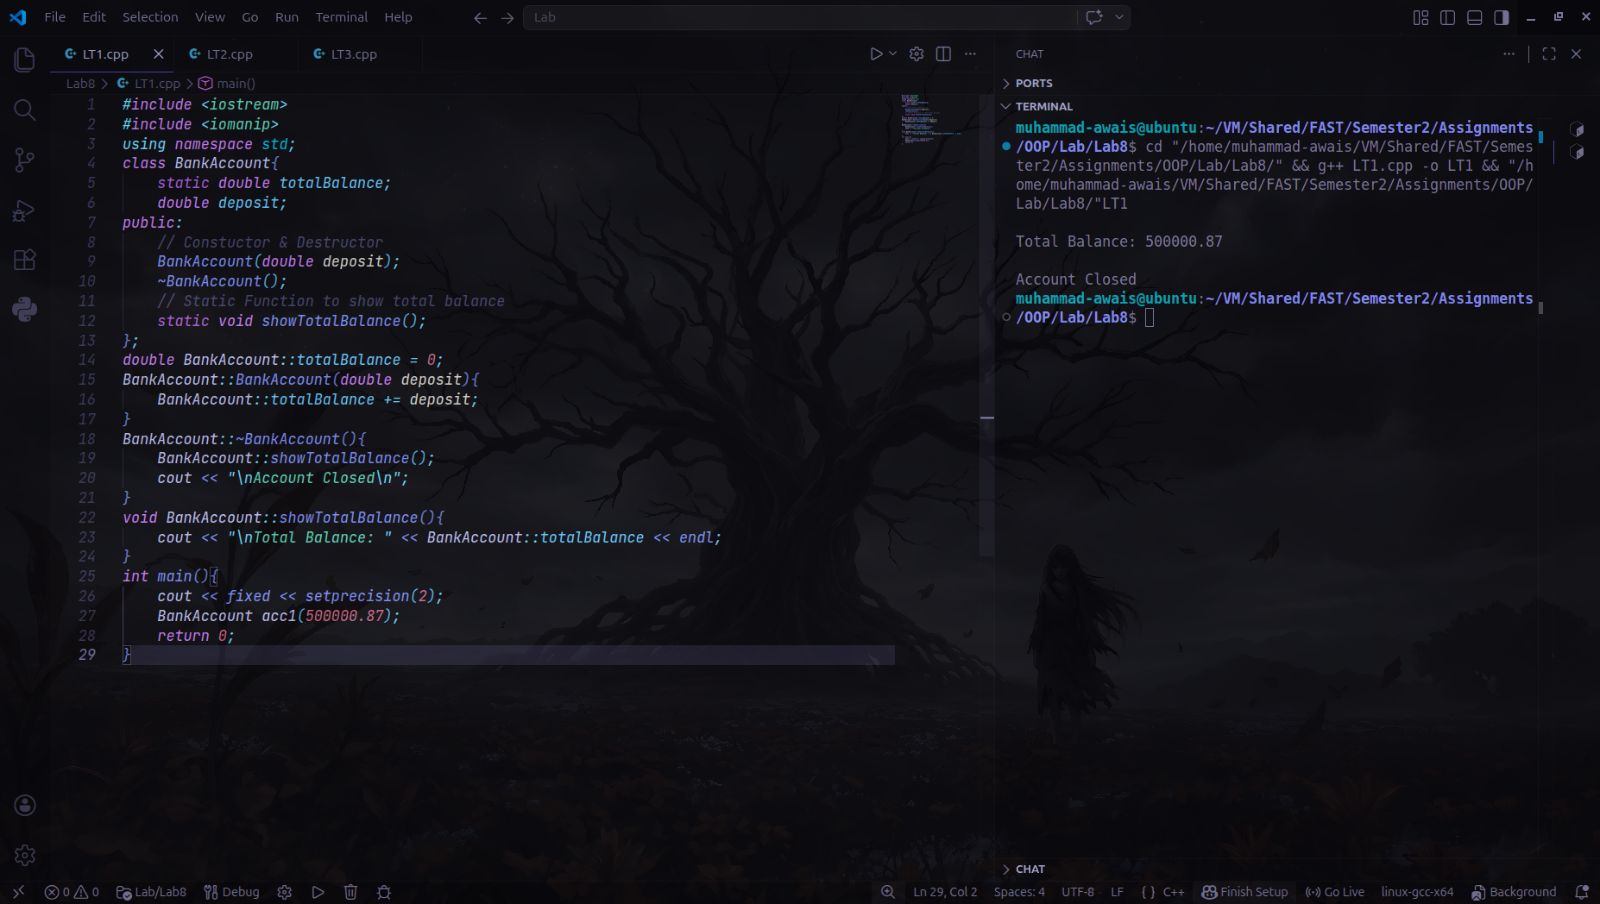 File Edit Selection View Go Run Terminal Help
Lab
LT1.cpp
LT2.cpp
LT3.cpp
Lab8 > LT1.cpp > main()
1 #include <iostream>
2 #include <iomanip>
3 using namespace std;
4 class BankAccount{
5 static double totalBalance;
6 double deposit;
7 public:
8 // Constuctor & Destructor
9 BankAccount(double deposit);
10 ~BankAccount();
11 // Static Function to show total balance
12 static void showTotalBalance();
13 };
14 double BankAccount::totalBalance = 0;
15 BankAccount::BankAccount(double deposit){
16 BankAccount::totalBalance += deposit;
17 }
18 BankAccount::~BankAccount(){
19 BankAccount::showTotalBalance();
20 cout << "\nAccount Closed\n";
21 }
22 void BankAccount::showTotalBalance(){
23 cout << "\nTotal Balance: " << BankAccount::totalBalance << endl;
24 }
25 int main(){
26 cout << fixed << setprecision(2);
27 BankAccount acc1(500000.87);
28 return 0;
29 }
CHAT
PORTS
TERMINAL
muhammad-awais@ubuntu:~/VM/Shared/FAST/Semester2/Assignments
/OOP/Lab/Lab8$ cd "/home/muhammad-awais/VM/Shared/FAST/Semes
ter2/Assignments/OOP/Lab/Lab8/" && g++ LT1.cpp -o LT1 && "/h
ome/muhammad-awais/VM/Shared/FAST/Semester2/Assignments/OOP/
Lab/Lab8/"LT1
Total Balance: 500000.87
Account Closed
muhammad-awais@ubuntu:~/VM/Shared/FAST/Semester2/Assignments
/OOP/Lab/Lab8$
CHAT
0 0 Lab/Lab8 Debug Ln 29, Col 2 Spaces: 4 UTF-8 LF {} C++ Finish Setup Go Live linux-gcc-x64 Background